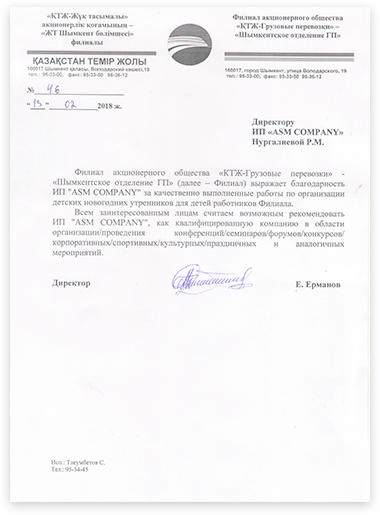 «ҚТЖ-Жүк тасымалы»
акционерлік қоғамының –
«ЖТ Шымкент бөлімшесі»
филиалы
ҚАЗАҚСТАН ТЕМІР ЖОЛЫ
160017 Шымкент қаласы, Володарский көшесі,19
тел.: 95-33-00, факс: 95-33-50 95-36-12
Филиал акционерного общества
«КТЖ-Грузовые перевозки» –
«Шымкентское отделение ГП»
160017, город Шымкент, улица Володарского, 19
тел.: 95-33-00, факс: 95-33-50 95-36-12
№ 46
«13» 02 2018 ж.
Директору
ИП «ASM COMPANY»
Нургалиевой Р.М.
Филиал акционерного общества «КТЖ-Грузовые перевозки» -
«Шымкентское отделение ГП» (далее – Филиал) выражает благодарность
ИП "ASM COMPANY" за качественно выполненные работы по организации
детских новогодних утренников для детей работников Филиала.
Всем заинтересованным лицам считаем возможным рекомендовать
ИП "ASM COMPANY", как квалифицированную компанию в области
организации/проведения конференций/семинаров/форумов/конкурсов/
корпоративных/спортивных/культурных/праздничных и аналогичных
мероприятий.
Директор Е. Ерманов
Исп.: Тлеумбетов С.
Тел.: 95-34-45